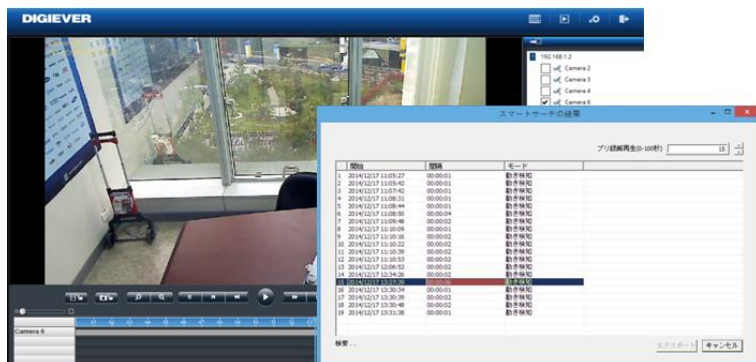 DIGIEVER
192.168.1.2
Camera 2
Camera 3
Camera 4
Camera 6
スマートサーチの結果
プリ録画再生(0-100秒) 15
開始 間隔 モード
1 2014/12/17 11:05:27 00:00:01 動き検知
2 2014/12/17 11:05:42 00:00:01 動き検知
3 2014/12/17 11:07:42 00:00:01 動き検知
4 2014/12/17 11:08:31 00:00:01 動き検知
5 2014/12/17 11:08:44 00:00:01 動き検知
6 2014/12/17 11:08:50 00:00:04 動き検知
7 2014/12/17 11:09:46 00:00:02 動き検知
8 2014/12/17 11:10:09 00:00:01 動き検知
9 2014/12/17 11:10:16 00:00:02 動き検知
10 2014/12/17 11:10:22 00:00:02 動き検知
11 2014/12/17 11:10:39 00:00:02 動き検知
12 2014/12/17 11:10:53 00:00:02 動き検知
13 2014/12/17 12:06:52 00:00:02 動き検知
14 2014/12/17 12:34:26 00:00:02 動き検知
15 2014/12/17 13:27:39 動き検知
16 2014/12/17 13:30:34 00:00:01 動き検知
17 2014/12/17 13:30:39 00:00:02 動き検知
18 2014/12/17 13:30:48 00:00:02 動き検知
19 2014/12/17 13:31:38 00:00:01 動き検知
検索 . .
エクスポート キャンセル
Camera 6